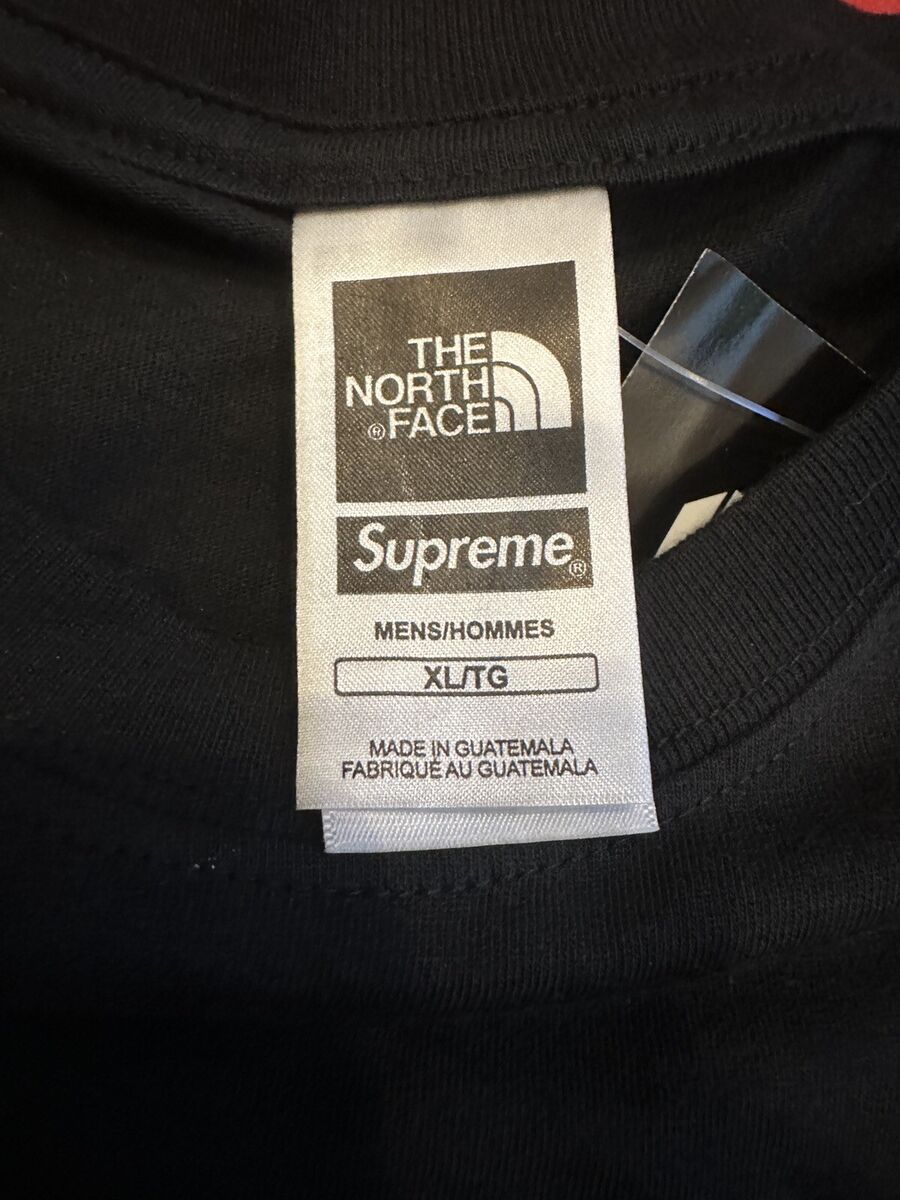 THE
NORTH
® FACE
Supreme®
MENS/HOMMES
XL/TG
MADE IN GUATEMALA
FABRIQUÉ AU GUATEMALA